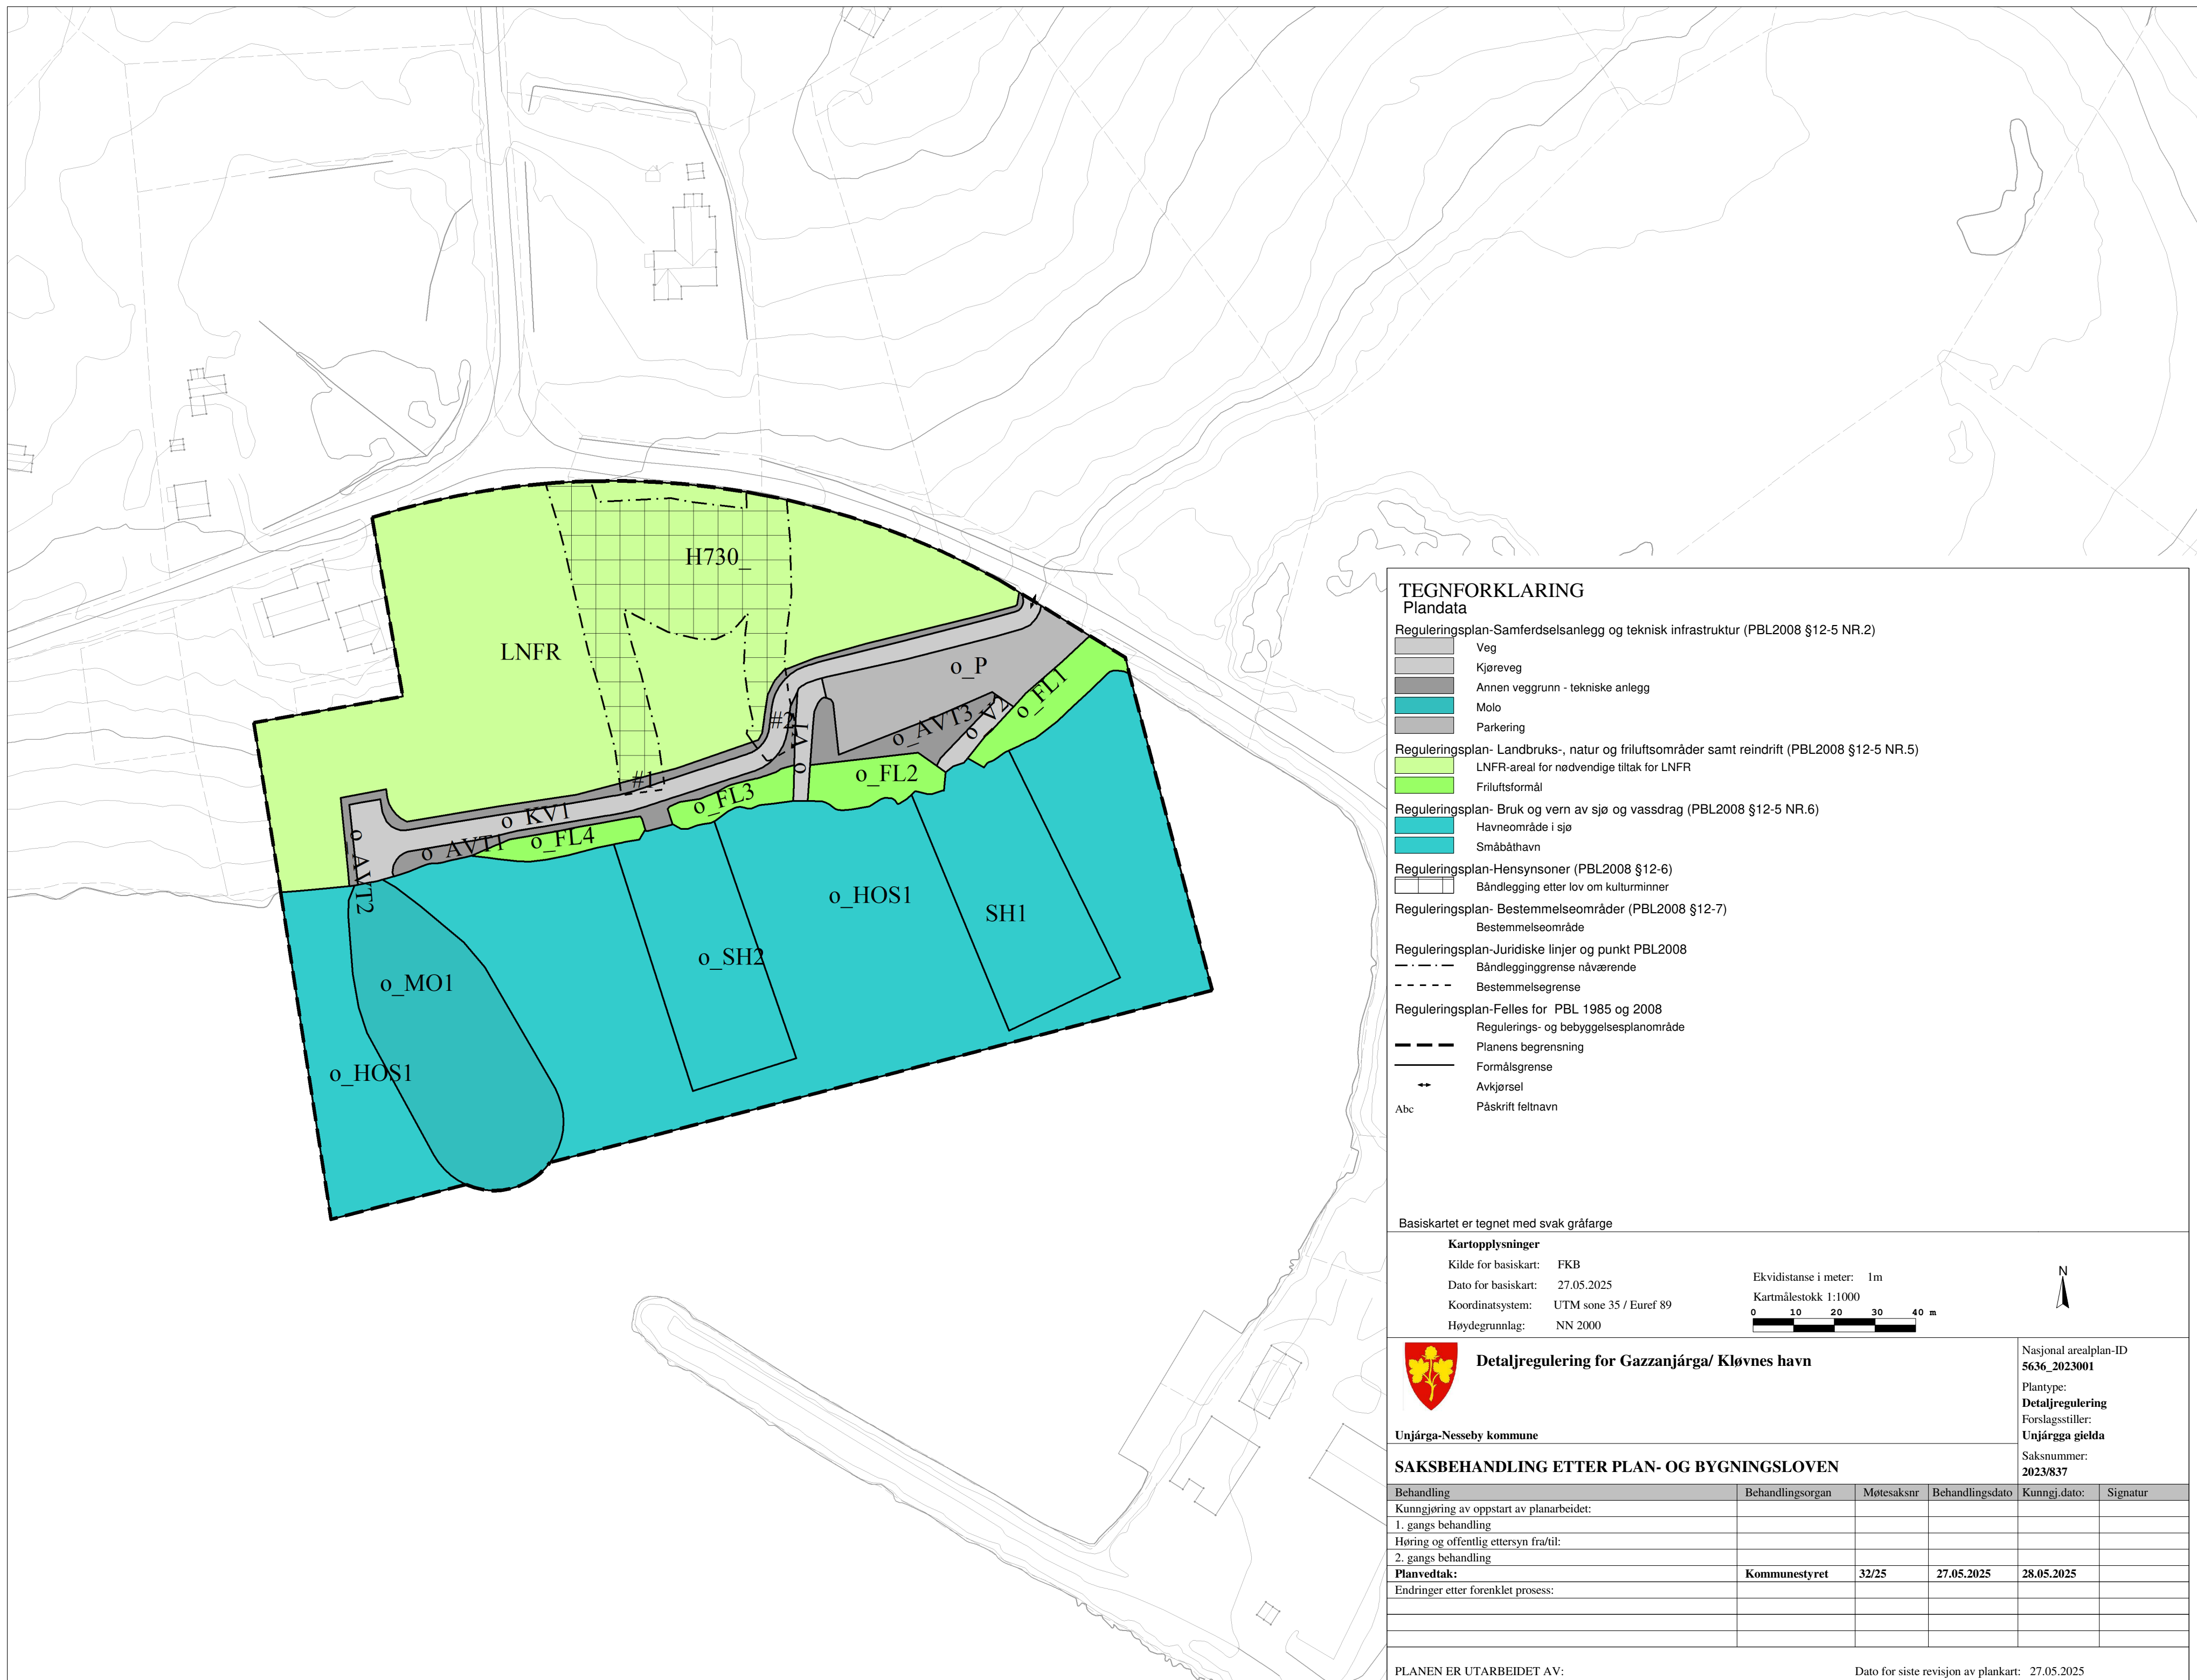 H730_
LNFR
o_P
o_FL1
#2
o_V1
o_AVT3
o_V2
#1
o_FL2
o_FL3
o_KV1
o_AVT1
o_FL4
o_AVT2
o_HOS1
SH1
o_SH2
o_MO1
o_HOS1
TEGNFORKLARING
Plandata
Reguleringsplan-Samferdselsanlegg og teknisk infrastruktur (PBL2008 §12-5 NR.2)
Veg
Kjøreveg
Annen veggrunn - tekniske anlegg
Molo
Parkering
Reguleringsplan- Landbruks-, natur og friluftsområder samt reindrift (PBL2008 §12-5 NR.5)
LNFR-areal for nødvendige tiltak for LNFR
Friluftsformål
Reguleringsplan- Bruk og vern av sjø og vassdrag (PBL2008 §12-5 NR.6)
Havneområde i sjø
Småbåthavn
Reguleringsplan-Hensynsoner (PBL2008 §12-6)
Båndlegging etter lov om kulturminner
Reguleringsplan- Bestemmelseområder (PBL2008 §12-7)
Bestemmelseområde
Reguleringsplan-Juridiske linjer og punkt PBL2008
Båndlegginggrense nåværende
Bestemmelsegrense
Reguleringsplan-Felles for PBL 1985 og 2008
Regulerings- og bebyggelsesplanområde
Planens begrensning
Formålsgrense
Avkjørsel
Abc Påskrift feltnavn
Basiskartet er tegnet med svak gråfarge
Kartopplysninger
Kilde for basiskart: FKB
Dato for basiskart: 27.05.2025
Koordinatsystem: UTM sone 35 / Euref 89
Høydegrunnlag: NN 2000
Ekvidistanse i meter: 1m
Kartmålestokk 1:1000
0 10 20 30 40 m
N
Detaljregulering for Gazzanjárga/ Kløvnes havn
Unjárga-Nesseby kommune
Nasjonal arealplan-ID
5636_2023001
Plantype:
Detaljregulering
Forslagsstiller:
Unjárgga gielda
Saksnummer:
2023/837
SAKSBEHANDLING ETTER PLAN- OG BYGNINGSLOVEN
Behandling Behandlingsorgan Møtesaksnr Behandlingsdato Kunngj.dato: Signatur
Kunngjøring av oppstart av planarbeidet:
1. gangs behandling
Høring og offentlig ettersyn fra/til:
2. gangs behandling
Planvedtak: Kommunestyret 32/25 27.05.2025 28.05.2025
Endringer etter forenklet prosess:
PLANEN ER UTARBEIDET AV: Dato for siste revisjon av plankart: 27.05.2025